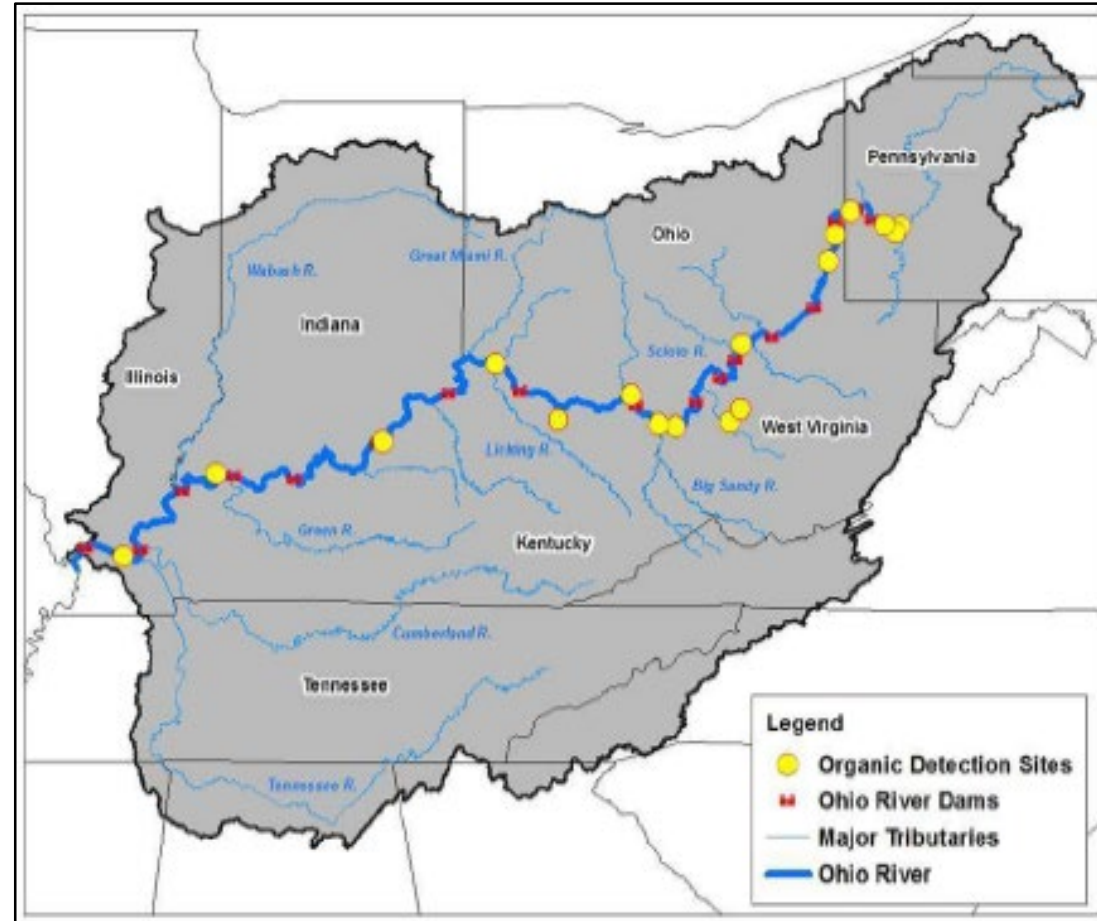 Pennsylvania
Ohio
Great Miami R.
Wabash R.
Indiana
Scioto R.
Illinois
West Virginia
Licking R.
Big Sandy R.
Green R.
Kentucky
Cumberland R.
Tennessee
Tennessee R.
Legend
Organic Detection Sites
Ohio River Dams
Major Tributaries
Ohio River